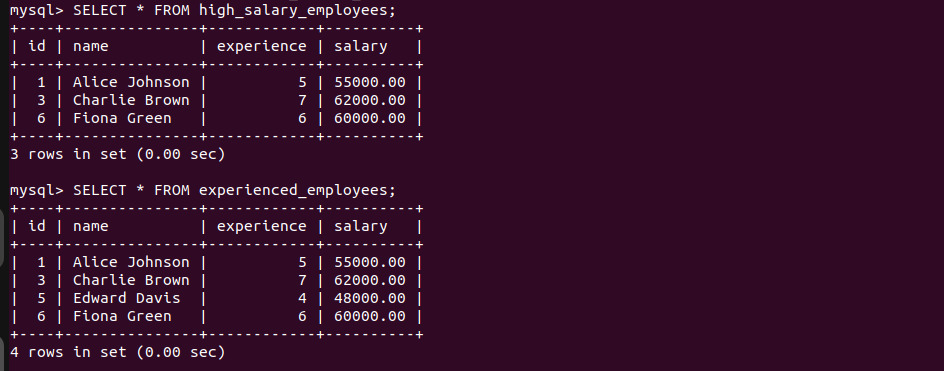 mysql> SELECT * FROM high_salary_employees;
+----+---------------+------------+----------+
| id | name          | experience | salary   |
+----+---------------+------------+----------+
|  1 | Alice Johnson |          5 | 55000.00 |
|  3 | Charlie Brown |          7 | 62000.00 |
|  6 | Fiona Green   |          6 | 60000.00 |
+----+---------------+------------+----------+
3 rows in set (0.00 sec)

mysql> SELECT * FROM experienced_employees;
+----+---------------+------------+----------+
| id | name          | experience | salary   |
+----+---------------+------------+----------+
|  1 | Alice Johnson |          5 | 55000.00 |
|  3 | Charlie Brown |          7 | 62000.00 |
|  5 | Edward Davis  |          4 | 48000.00 |
|  6 | Fiona Green   |          6 | 60000.00 |
+----+---------------+------------+----------+
4 rows in set (0.00 sec)